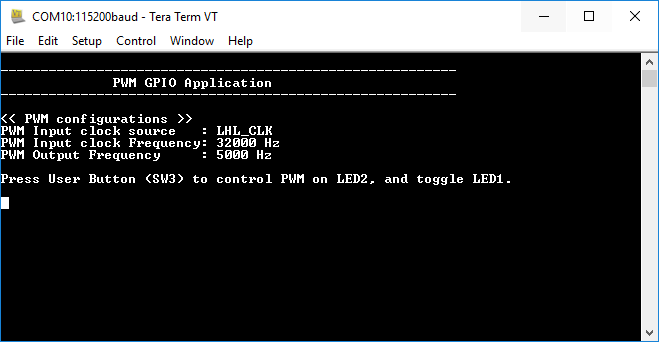 COM10:115200baud - Tera Term VT
File Edit Setup Control Window Help
---------------------------------------------------------
PWM GPIO Application
---------------------------------------------------------
<< PWM configurations >>
PWM Input clock source   : LHL_CLK
PWM Input clock Frequency: 32000 Hz
PWM Output Frequency     : 5000 Hz
Press User Button (SW3) to control PWM on LED2, and toggle LED1.